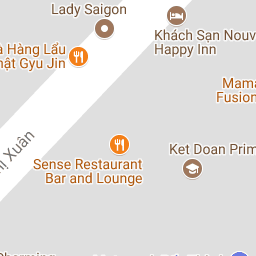 Lady Saigon
Khách Sạn Nouv
Happy Inn
Hàng Lẩu
Gyu Jin
Mama
Fusion
Xuân
Sense Restaurant
Bar and Lounge
Ket Doan Prim